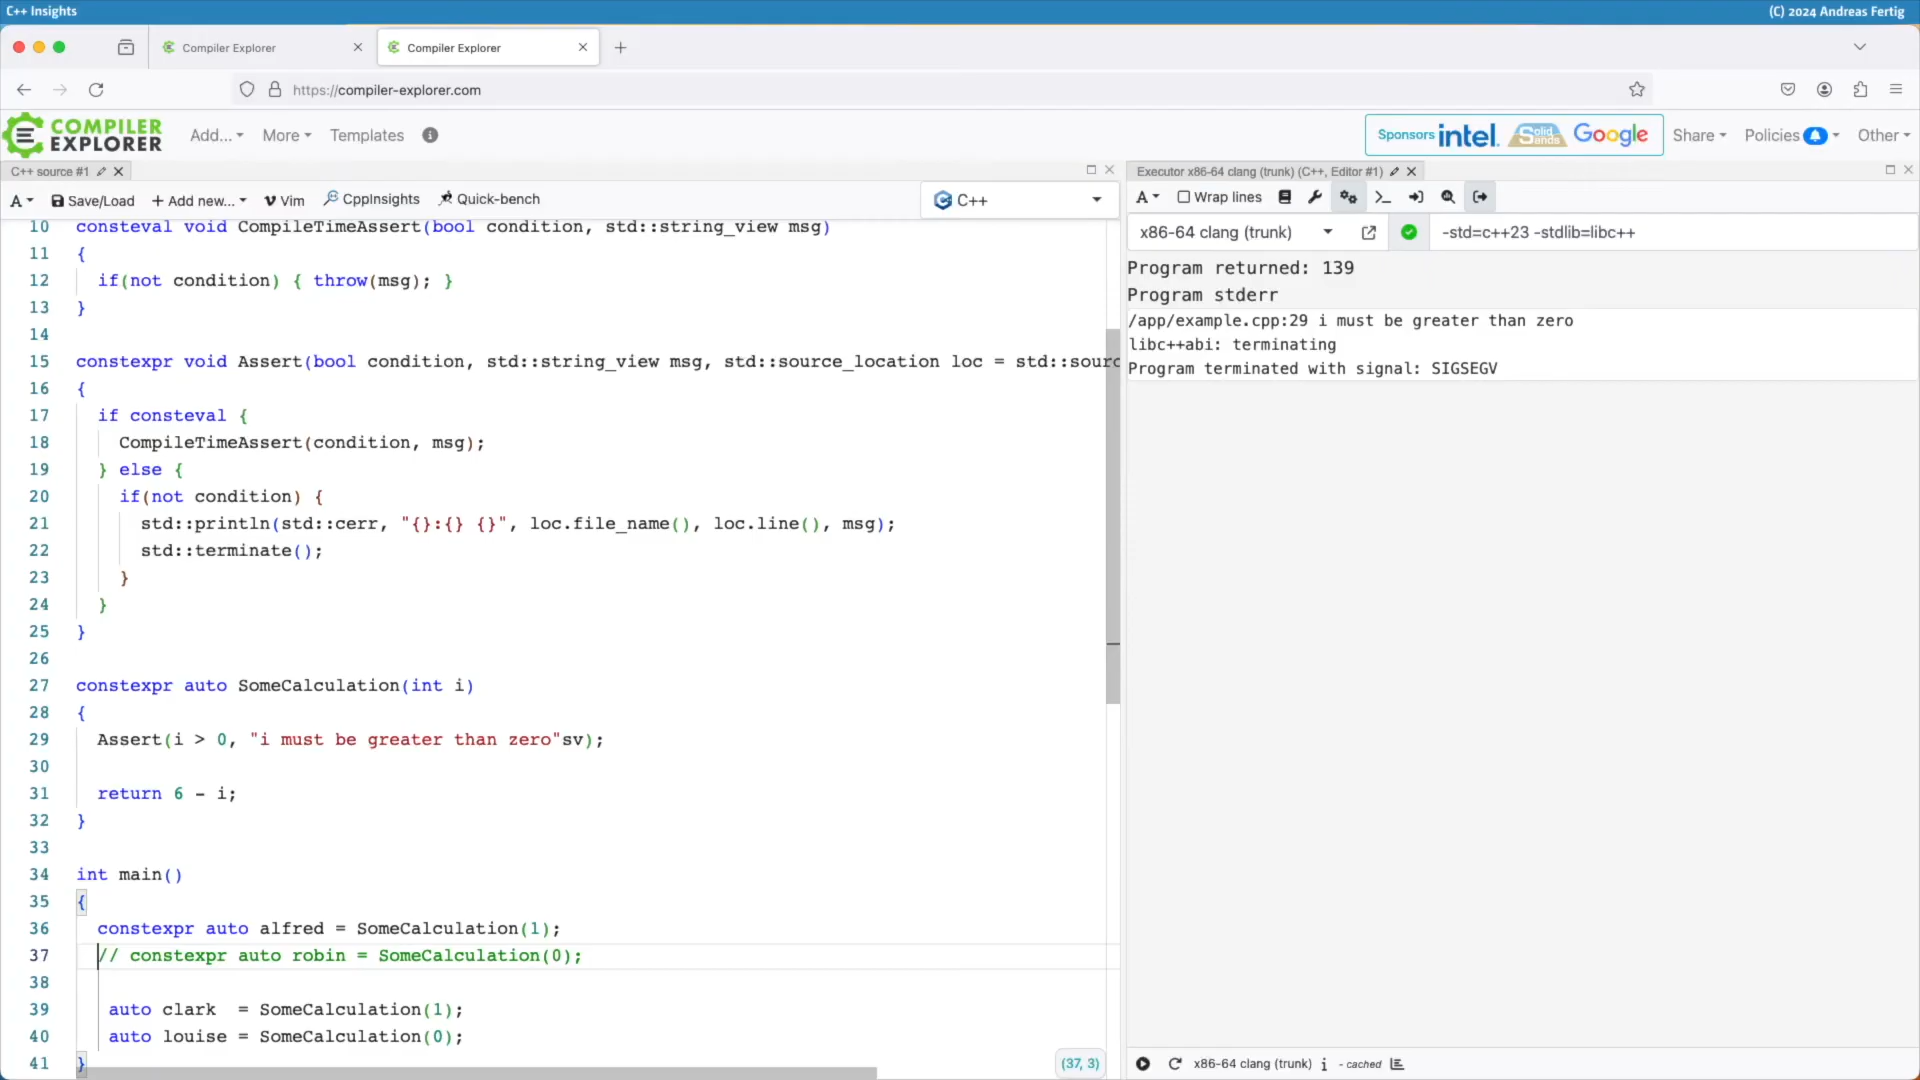 C++ Insights
(C) 2024 Andreas Fertig
Compiler Explorer
Compiler Explorer
https://compiler-explorer.com
COMPILER EXPLORER
Add...
More
Templates
Sponsors intel. Solid Sands Google
Share
Policies
Other
C++ source #1
A
Save/Load
+ Add new...
Vim
CppInsights
Quick-bench
C++
10 consteval void CompileTimeAssert(bool condition, std::string_view msg)
11 {
12 if(not condition) { throw(msg); }
13 }
14
15 constexpr void Assert(bool condition, std::string_view msg, std::source_location loc = std::sourc
16 {
17 if consteval {
18 CompileTimeAssert(condition, msg);
19 } else {
20 if(not condition) {
21 std::println(std::cerr, "{}:{} {}", loc.file_name(), loc.line(), msg);
22 std::terminate();
23 }
24 }
25 }
26
27 constexpr auto SomeCalculation(int i)
28 {
29 Assert(i > 0, "i must be greater than zero"sv);
30
31 return 6 - i;
32 }
33
34 int main()
35 {
36 constexpr auto alfred = SomeCalculation(1);
37 // constexpr auto robin = SomeCalculation(0);
38
39 auto clark  = SomeCalculation(1);
40 auto louise = SomeCalculation(0);
41 }
(37, 3)
Executor x86-64 clang (trunk) (C++, Editor #1)
A
Wrap lines
x86-64 clang (trunk)
-std=c++23 -stdlib=libc++
Program returned: 139
Program stderr
/app/example.cpp:29 i must be greater than zero
libc++abi: terminating
Program terminated with signal: SIGSEGV
x86-64 clang (trunk) i - cached